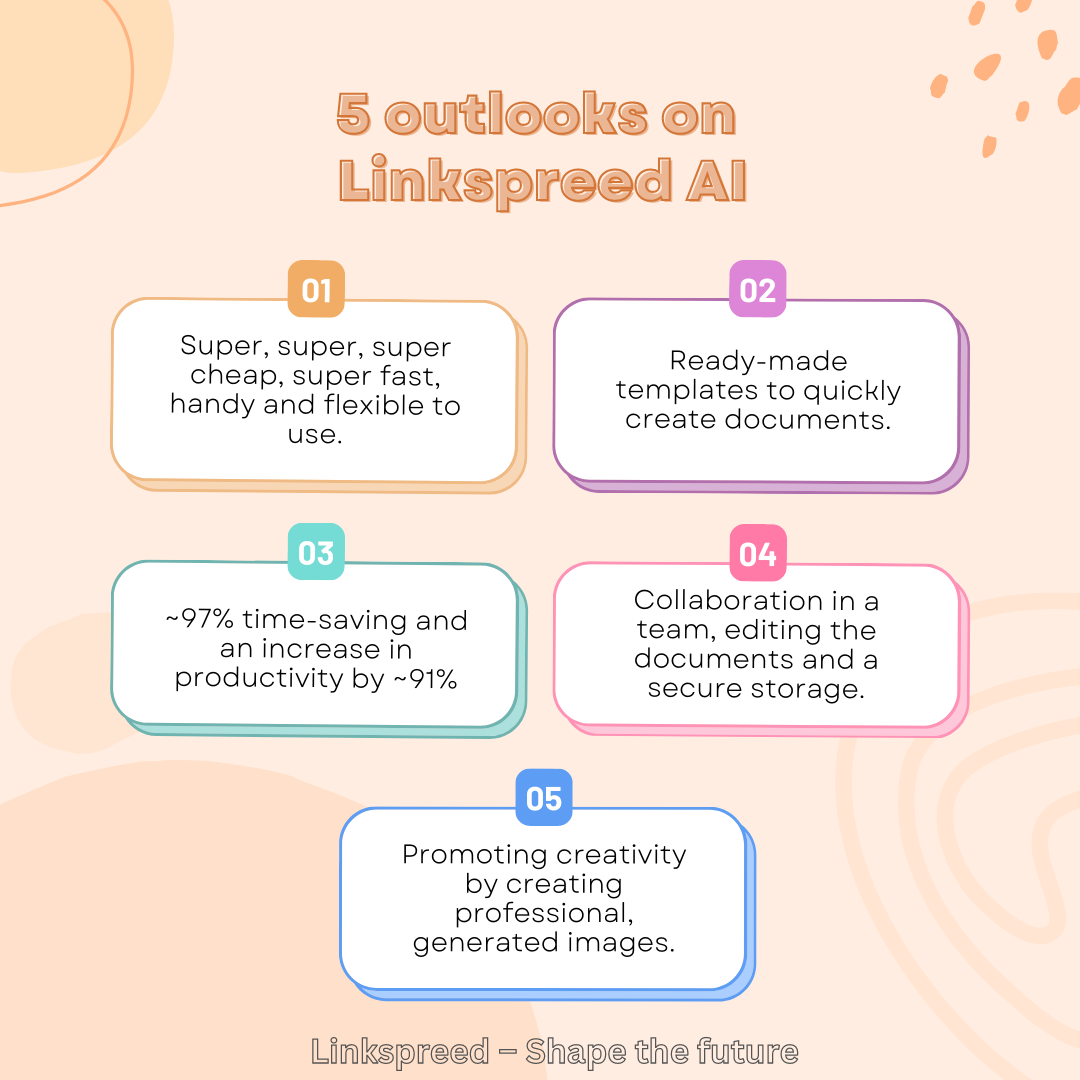 5 outlooks on
Linkspreed AI
01
Super, super, super
cheap, super fast,
handy and flexible to
use.
02
Ready-made
templates to quickly
create documents.
03
~97% time-saving and
an increase in
productivity by ~91%
04
Collaboration in a
team, editing the
documents and a
secure storage.
05
Promoting creativity
by creating
professional,
generated images.
Linkspreed – Shape the future